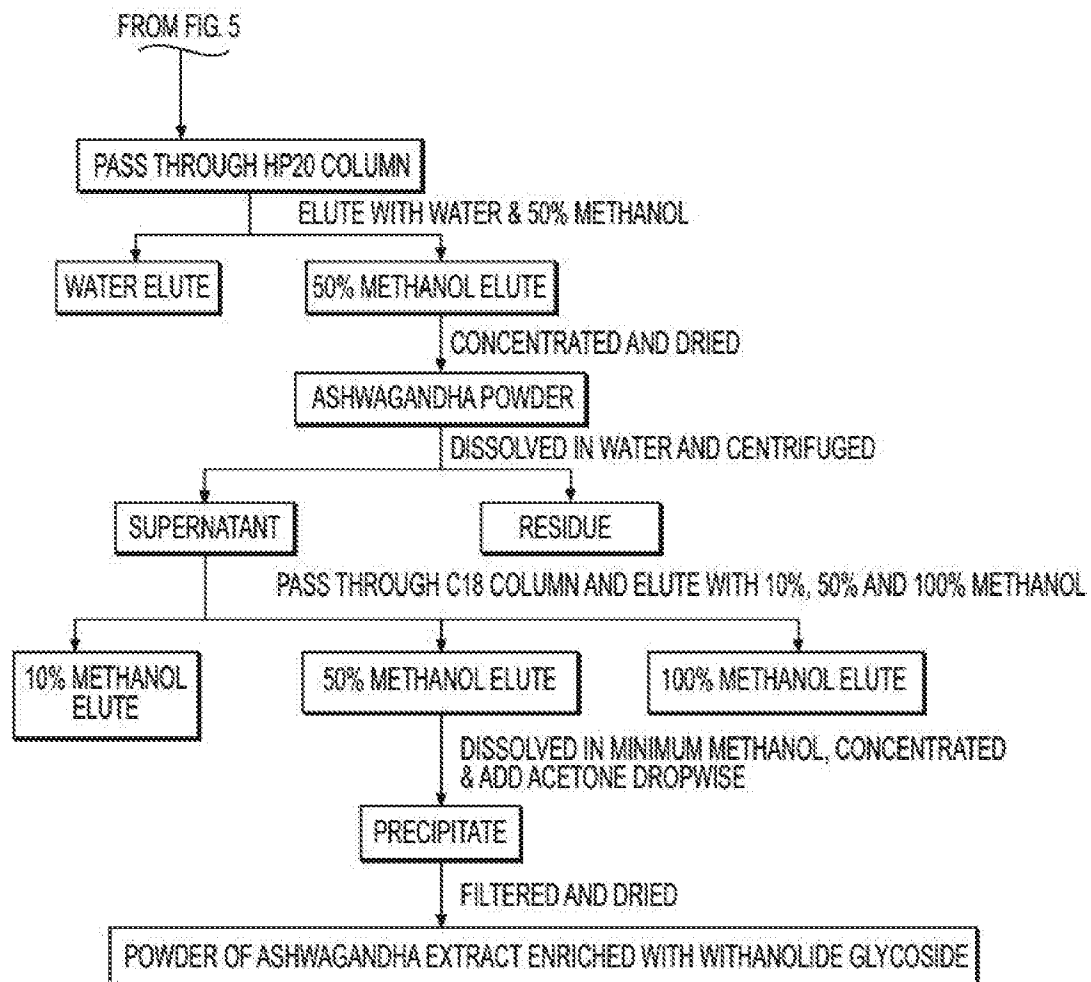 FROM FIG. 5
PASS THROUGH HP20 COLUMN
ELUTE WITH WATER & 50% METHANOL
WATER ELUTE
50% METHANOL ELUTE
CONCENTRATED AND DRIED
ASHWAGANDHA POWDER
DISSOLVED IN WATER AND CENTRIFUGED
SUPERNATANT
RESIDUE
PASS THROUGH C18 COLUMN AND ELUTE WITH 10%, 50% AND 100% METHANOL
10% METHANOL
ELUTE
50% METHANOL ELUTE
100% METHANOL ELUTE
DISSOLVED IN MINIMUM METHANOL, CONCENTRATED
& ADD ACETONE DROPWISE
PRECIPITATE
FILTERED AND DRIED
POWDER OF ASHWAGANDHA EXTRACT ENRICHED WITH WITHANOLIDE GLYCOSIDE